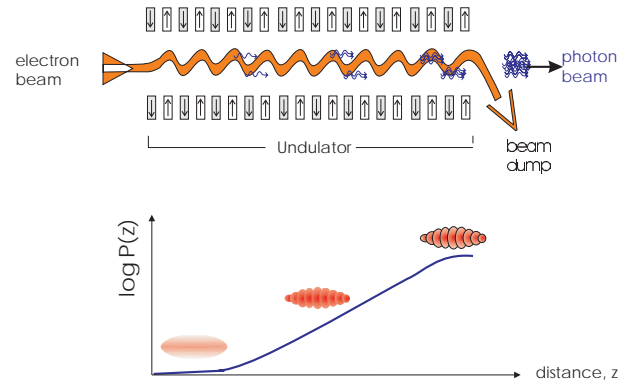 electron
beam
photon
beam
Undulator
beam
dump
log P(z)
distance, z